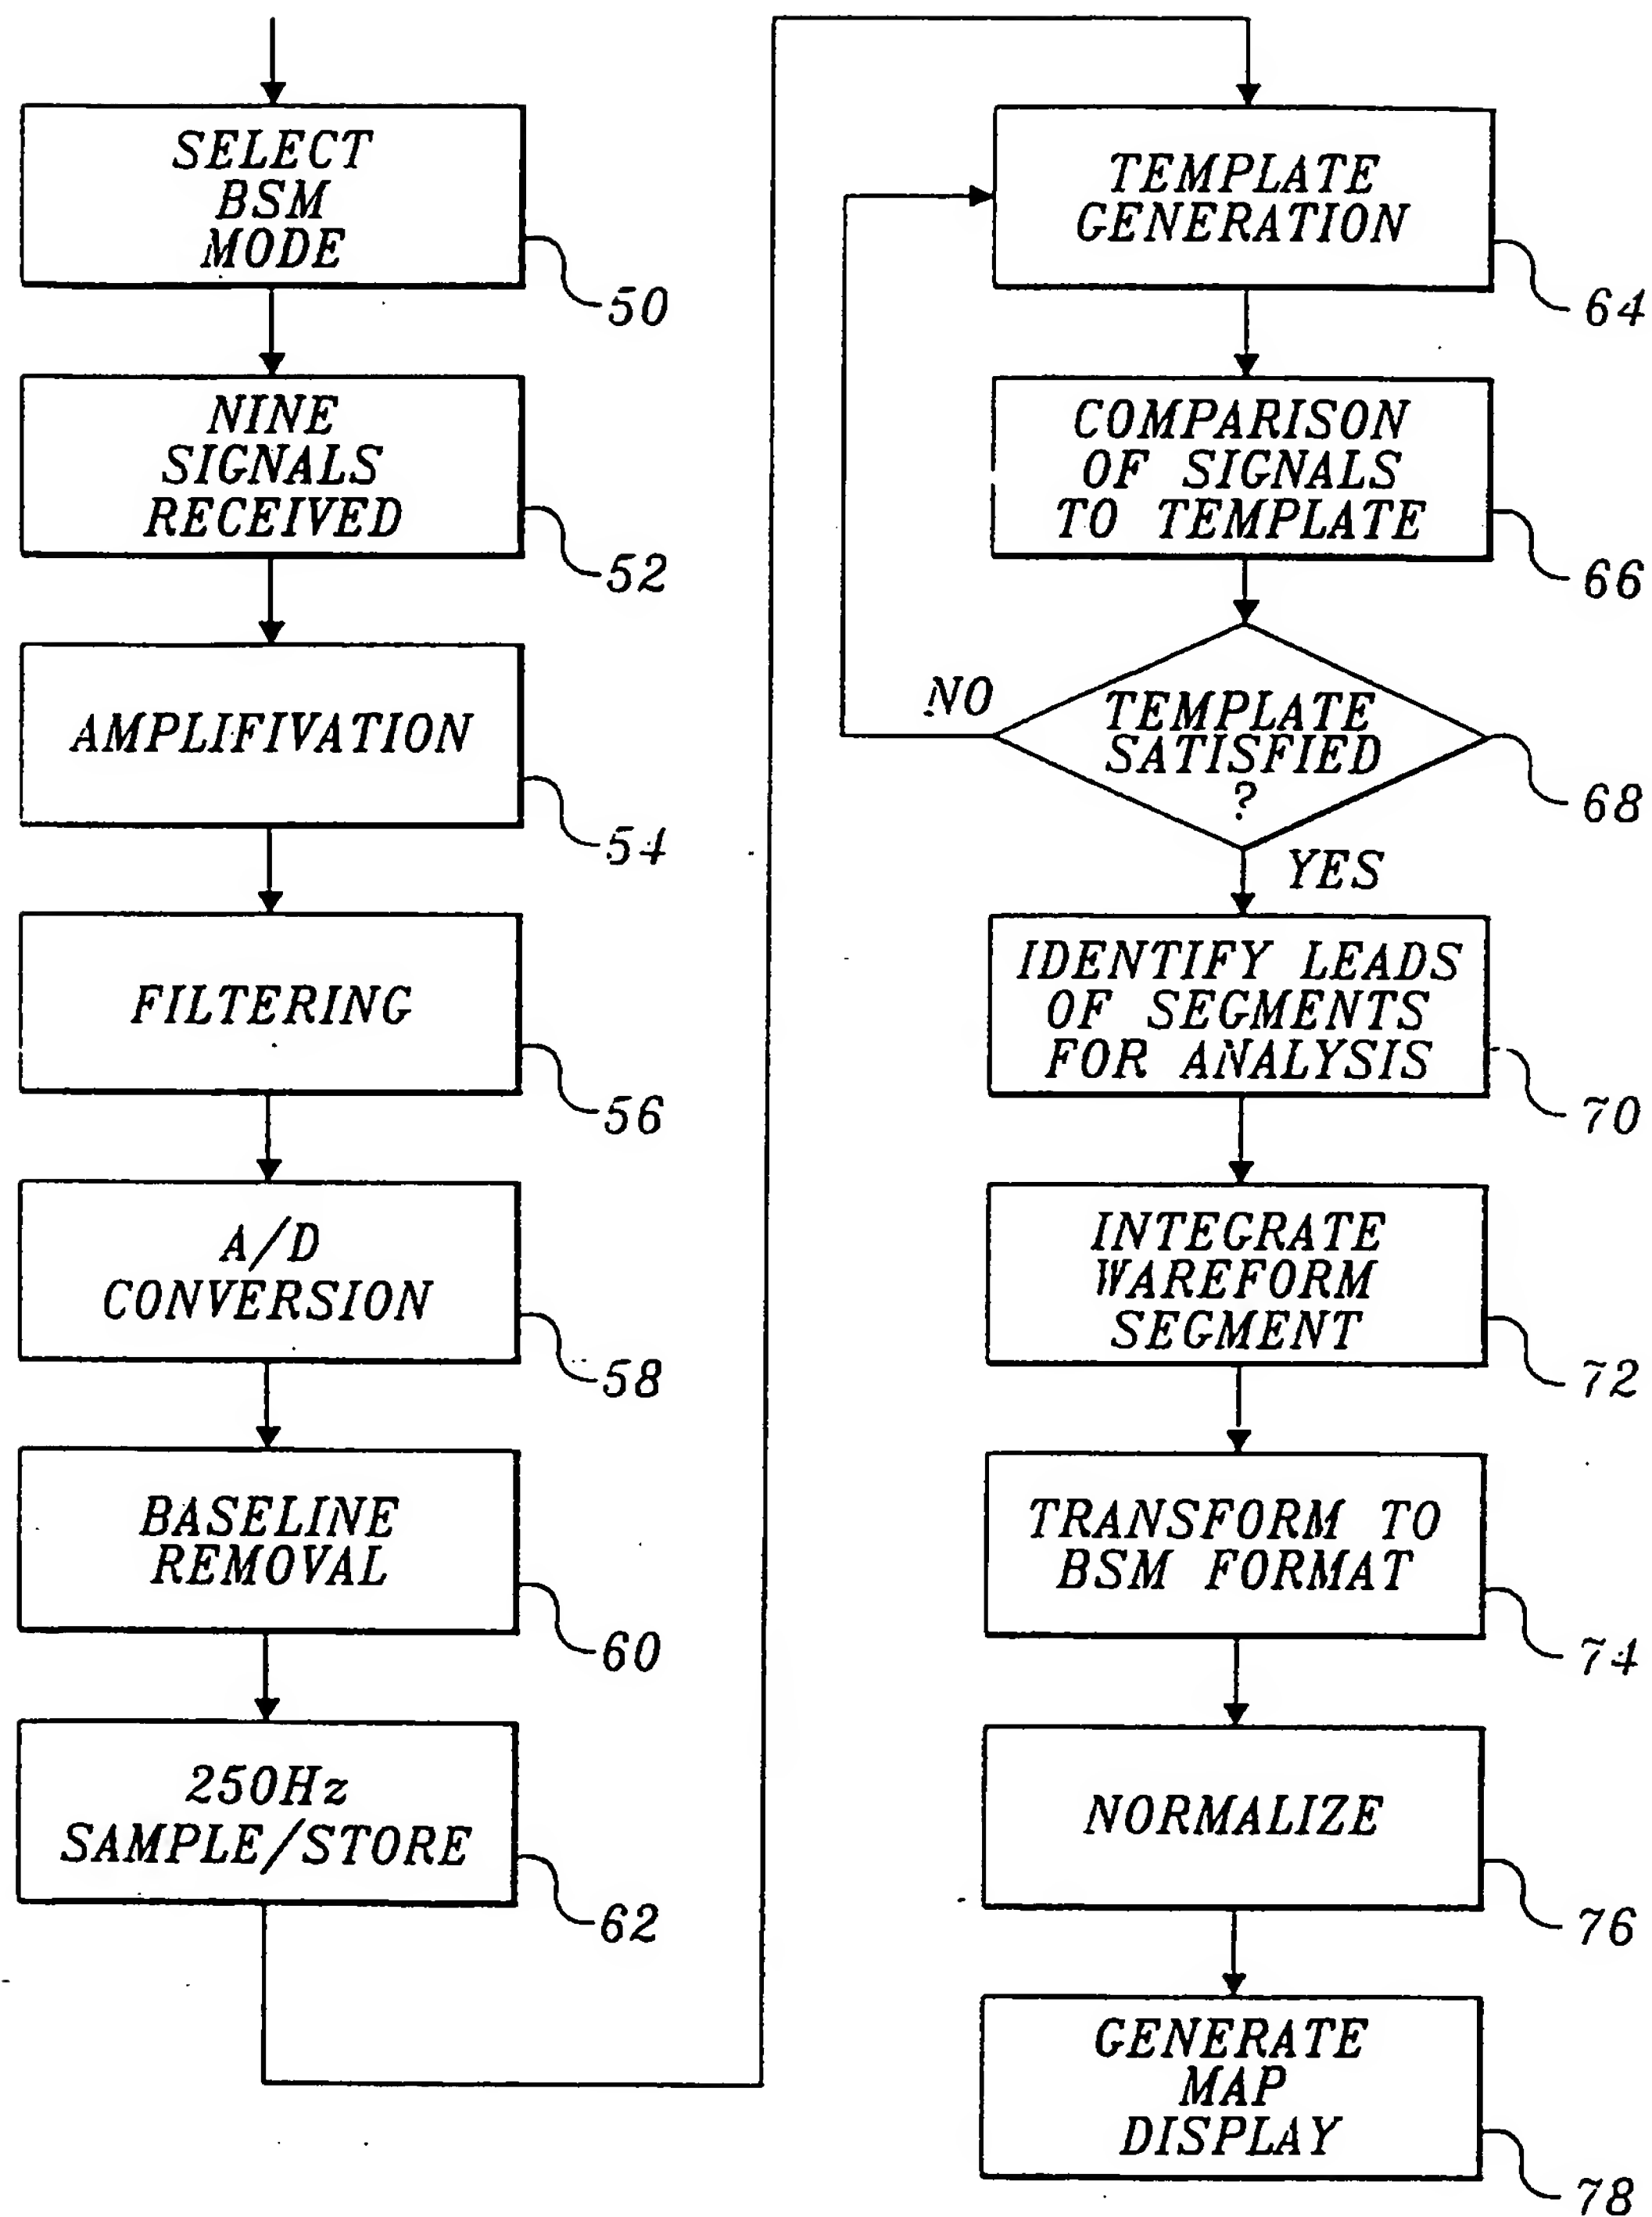 SELECT
BSM
MODE
50
NINE
SIGNALS
RECEIVED
52
AMPLIFIVATION
54
FILTERING
56
A/D
CONVERSION
58
BASELINE
REMOVAL
60
250Hz
SAMPLE/STORE
62
TEMPLATE
GENERATION
64
COMPARISON
OF SIGNALS
TO TEMPLATE
66
NO
TEMPLATE
SATISFIED
?
68
YES
IDENTIFY LEADS
OF SEGMENTS
FOR ANALYSIS
70
INTEGRATE
WAREFORM
SEGMENT
72
TRANSFORM TO
BSM FORMAT
74
NORMALIZE
76
GENERATE
MAP
DISPLAY
78